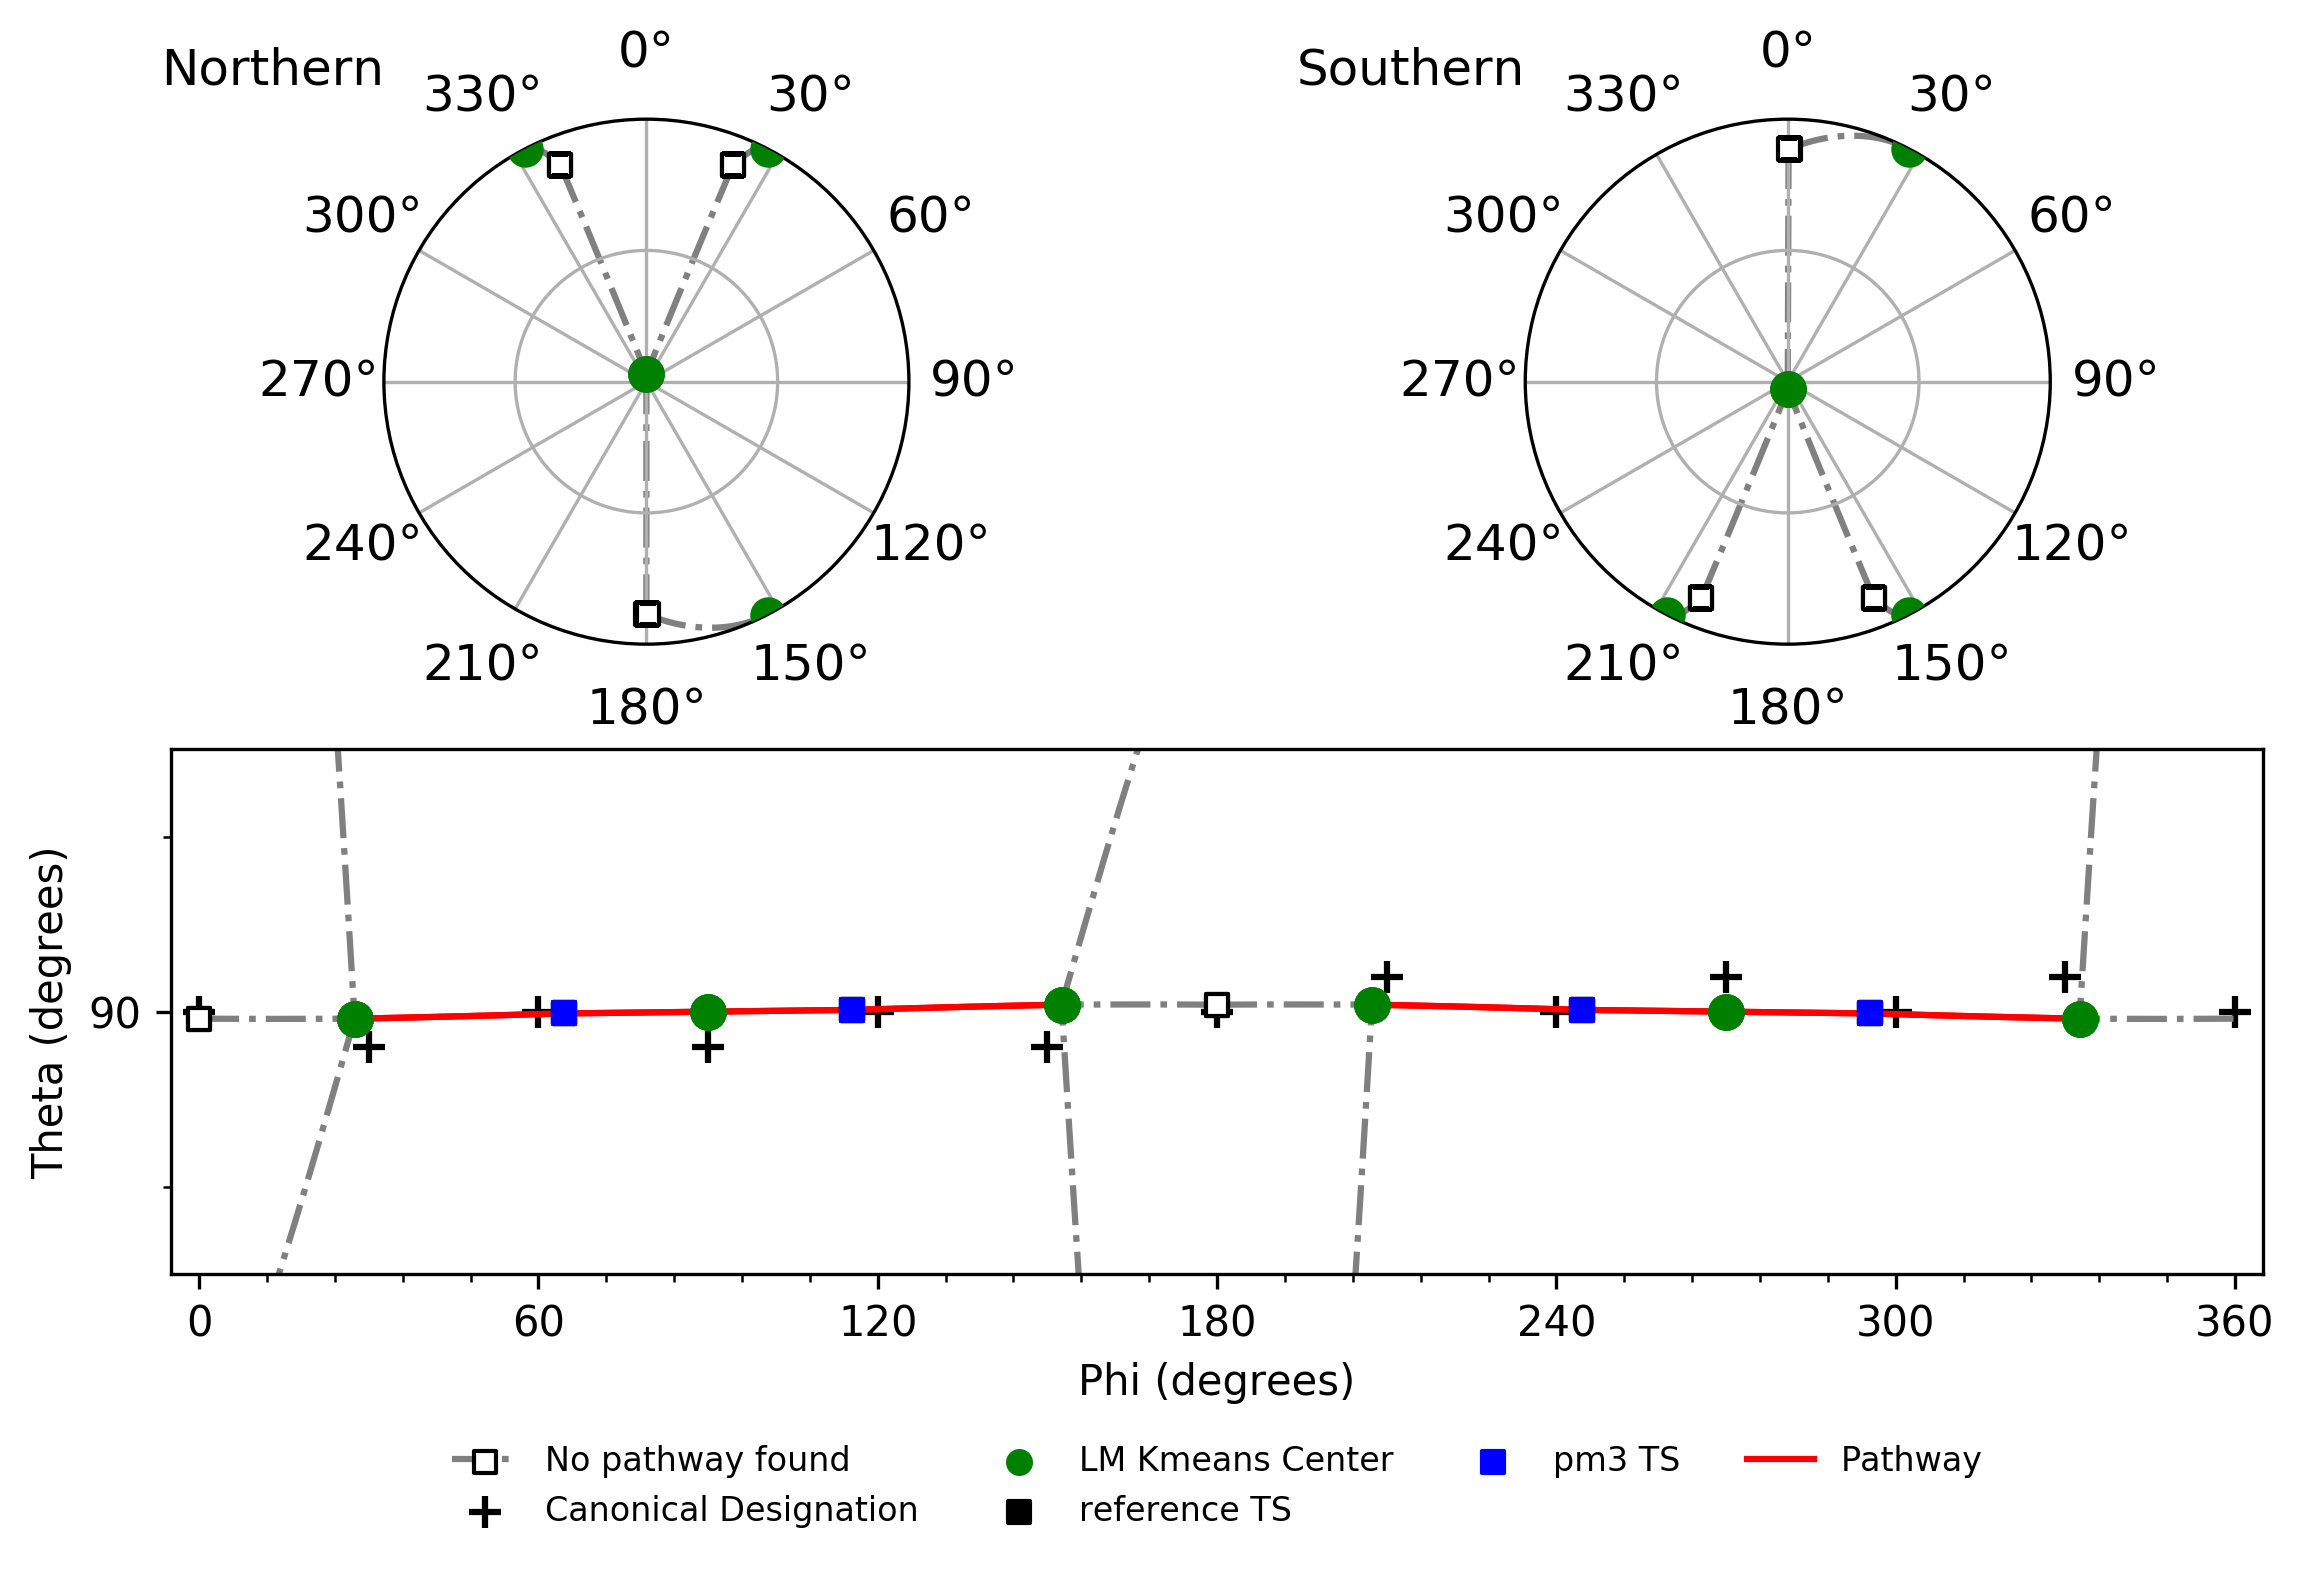 Northern
0°
330°
30°
300°
60°
270°
90°
240°
120°
210°
150°
180°
Southern
0°
330°
30°
300°
60°
270°
90°
240°
120°
210°
150°
180°
Theta (degrees)
90
0 60 120 180 240 300 360
Phi (degrees)
No pathway found
LM Kmeans Center
pm3 TS
Pathway
Canonical Designation
reference TS